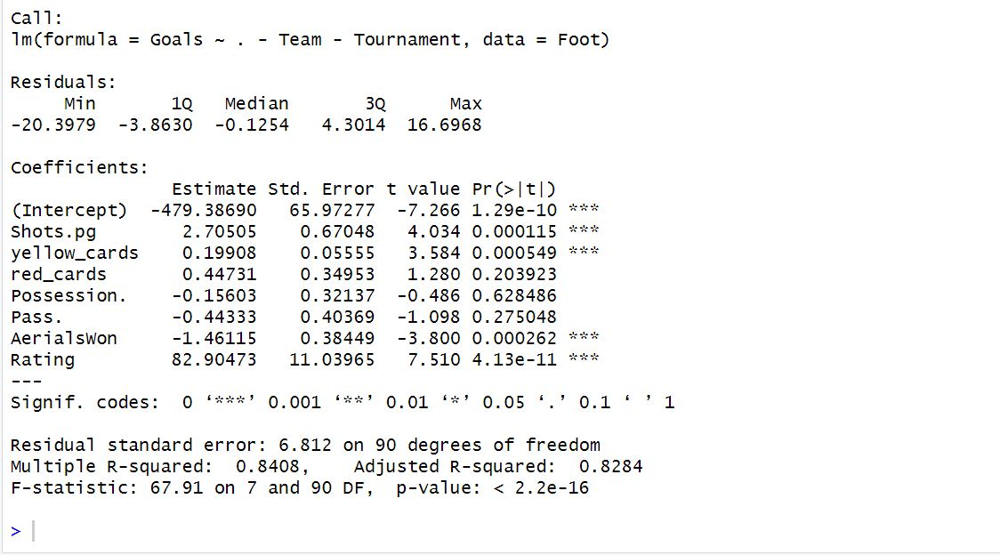 Call:
lm(formula = Goals ~ . - Team - Tournament, data = Foot)
Residuals:
     Min       1Q   Median       3Q      Max
-20.3979  -3.8630  -0.1254   4.3014  16.6968
Coefficients:
               Estimate Std. Error t value Pr(>|t|)
(Intercept)  -479.38690   65.97277  -7.266 1.29e-10 ***
Shots.pg        2.70505    0.67048   4.034 0.000115 ***
yellow_cards    0.19908    0.05555   3.584 0.000549 ***
red_cards       0.44731    0.34953   1.280 0.203923
Possession.    -0.15603    0.32137  -0.486 0.628486
Pass.          -0.44333    0.40369  -1.098 0.275048
AerialsWon     -1.46115    0.38449  -3.800 0.000262 ***
Rating         82.90473   11.03965   7.510 4.13e-11 ***
---
Signif. codes:  0 ‘***’ 0.001 ‘**’ 0.01 ‘*’ 0.05 ‘.’ 0.1 ‘ ’ 1
Residual standard error: 6.812 on 90 degrees of freedom
Multiple R-squared:  0.8408,    Adjusted R-squared:  0.8284
F-statistic: 67.91 on 7 and 90 DF,  p-value: < 2.2e-16
>